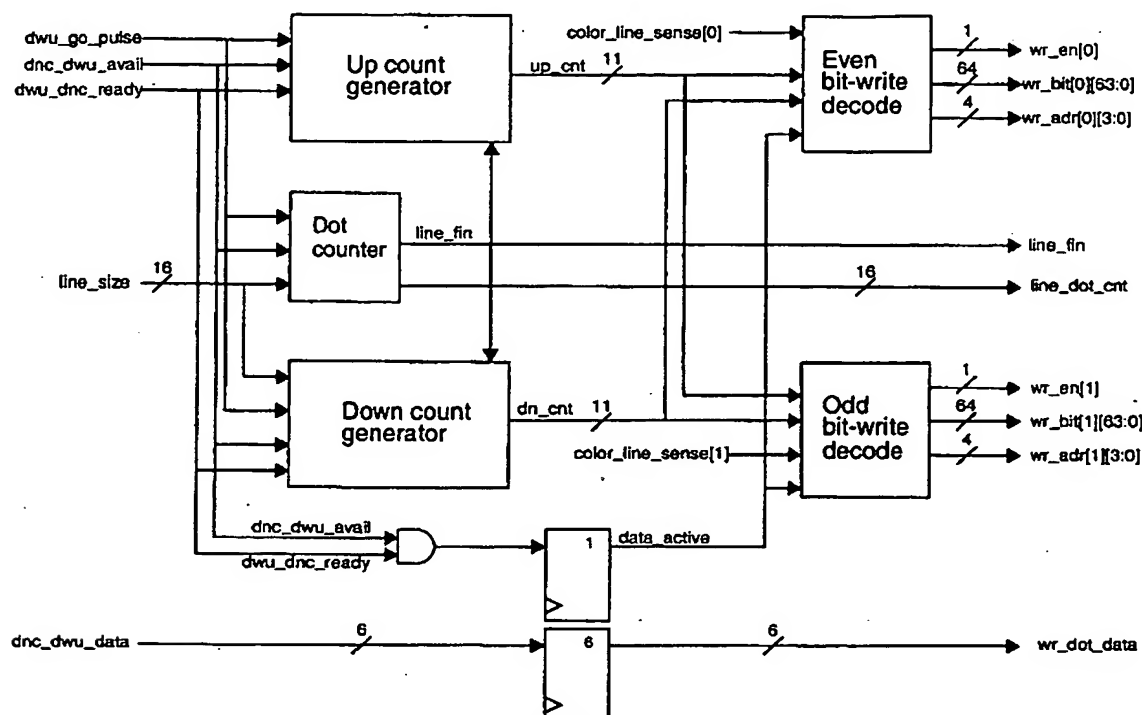 dwu_go_pulse
dnc_dwu_avail
dwu_dnc_ready
Up count
generator
up_cnt
11
color_line_sense[0]
Even
bit-write
decode
1
wr_en[0]
64
wr_bit[0][63:0]
4
wr_adr[0][3:0]
Dot
counter
line_fin
line_fin
line_size
16
16
line_dot_cnt
Down count
generator
dn_cnt
11
color_line_sense[1]
Odd
bit-write
decode
1
wr_en[1]
64
wr_bit[1][63:0]
4
wr_adr[1][3:0]
dnc_dwu_avail
dwu_dnc_ready
1
data_active
dnc_dwu_data
6
6
6
wr_dot_data